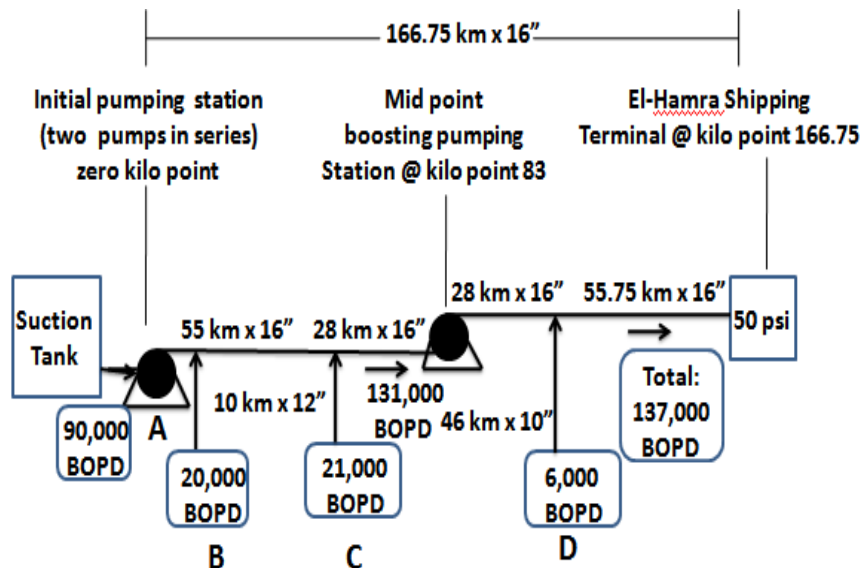 166.75 km x 16”
Initial pumping station
(two pumps in series)
zero kilo point
Mid point
boosting pumping
Station @ kilo point 83
El-Hamra Shipping
Terminal @ kilo point 166.75
Suction
Tank
55 km x 16”
28 km x 16”
28 km x 16”
55.75 km x 16”
50 psi
90,000
BOPD
A
10 km x 12”
131,000
BOPD
46 km x 10”
Total:
137,000
BOPD
20,000
BOPD
21,000
BOPD
6,000
BOPD
B
C
D